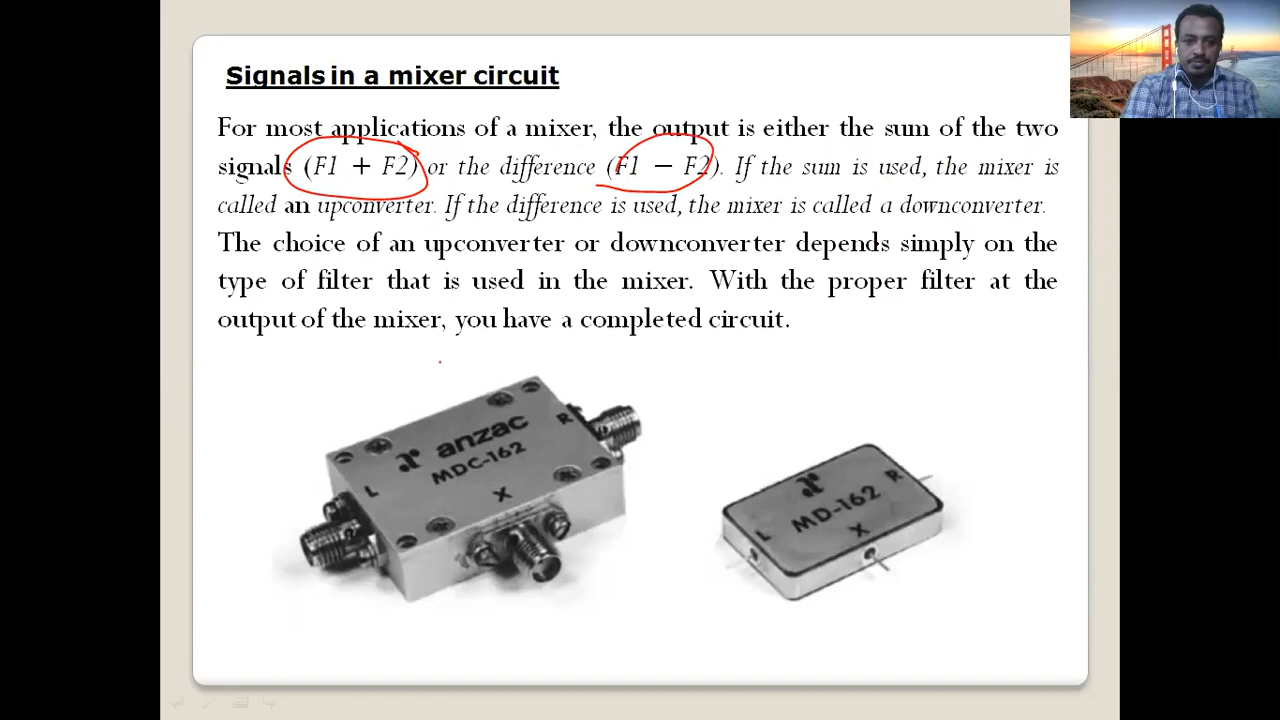 Signals in a mixer circuit
For most applications of a mixer, the output is either the sum of the two
signals (F1 + F2) or the difference (F1 − F2). If the sum is used, the mixer is
called an upconverter. If the difference is used, the mixer is called a downconverter.
The choice of an upconverter or downconverter depends simply on the
type of filter that is used in the mixer. With the proper filter at the
output of the mixer, you have a completed circuit.
anzac R
MDC-162
L
X
R
MD-162
L
X